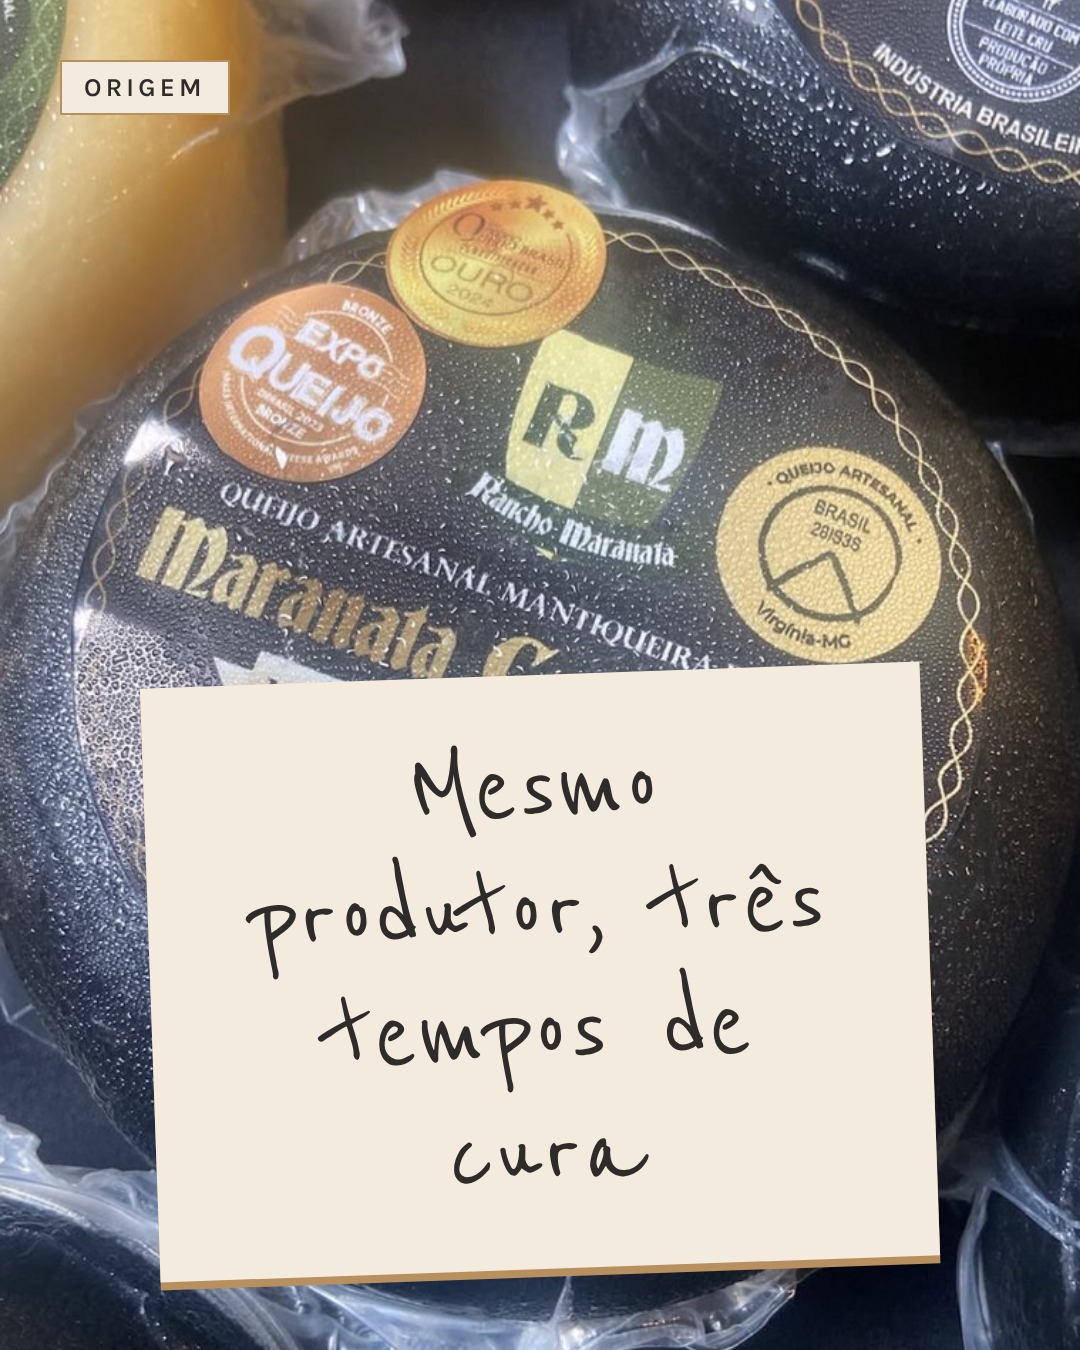 ORIGEM
ELABORADO COM
LEITE CRU
PRODUÇÃO
PRÓPRIA
INDÚSTRIA BRASILEI
OURO
2024
BRONZE
EXPO
QUEIJO
BRONZE
RM
Rancho Maranata
QUEIJO ARTESANAL
BRASIL
Virgínia-MG
QUEIJO ARTESANAL MANTIQUEIRA
Maranata
Mesmo
produtor, três
tempos de
cura